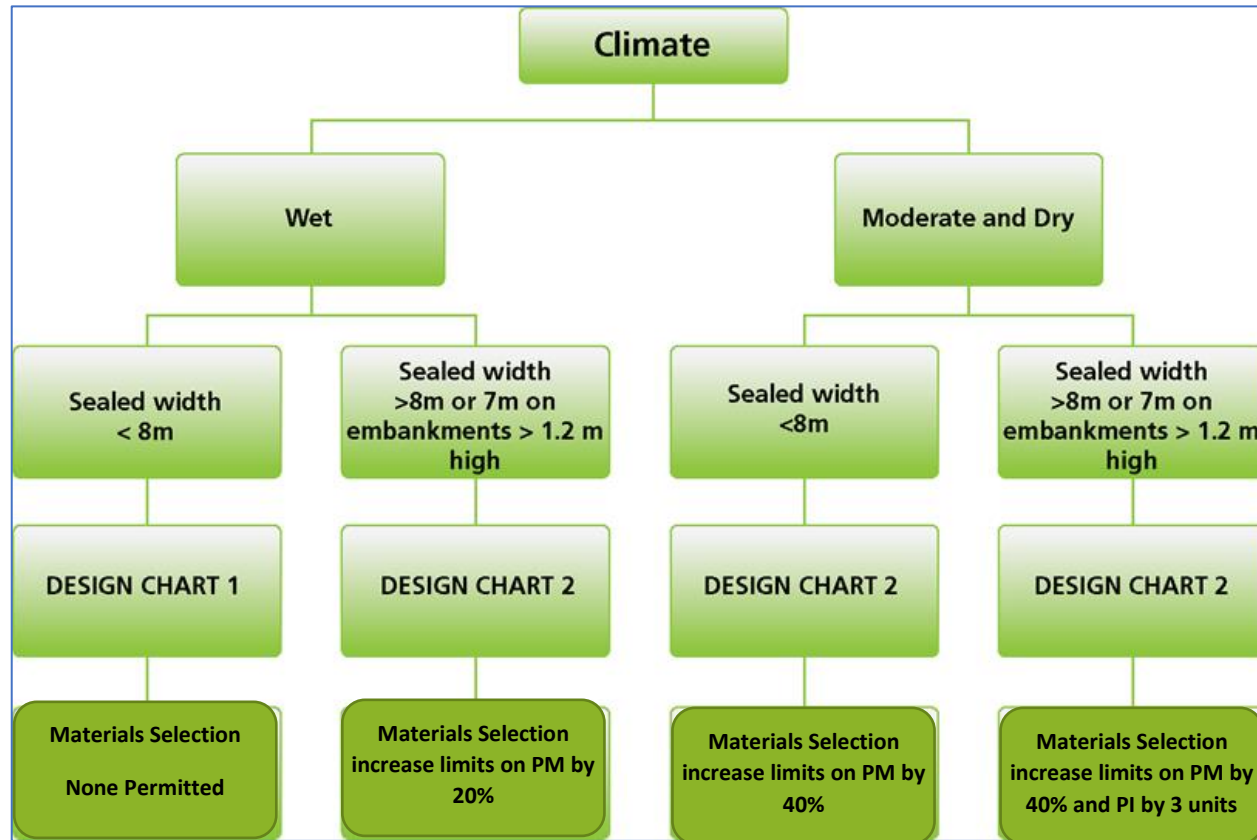 Climate
Wet
Moderate and Dry
Sealed width
< 8m
Sealed width
>8m or 7m on
embankments > 1.2 m
high
Sealed width
<8m
Sealed width
>8m or 7m on
embankments > 1.2 m
high
DESIGN CHART 1
DESIGN CHART 2
DESIGN CHART 2
DESIGN CHART 2
Materials Selection
None Permitted
Materials Selection
increase limits on PM by
20%
Materials Selection
increase limits on PM by
40%
Materials Selection
increase limits on PM by
40% and PI by 3 units